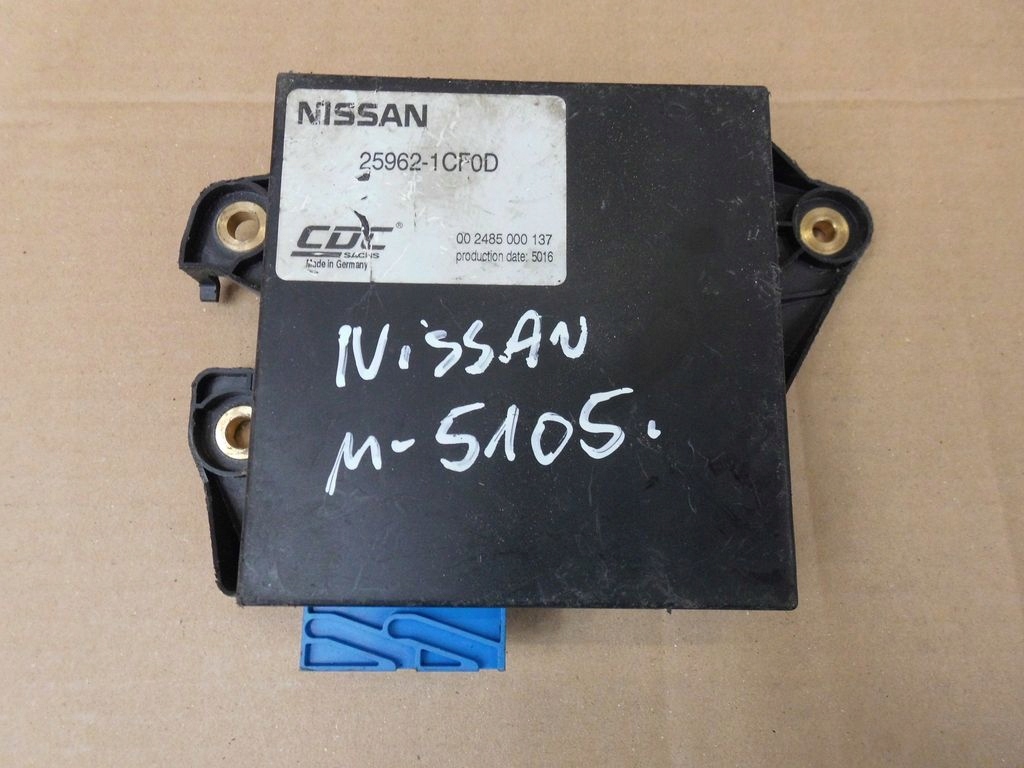 NISSAN
25962-1CF0D
CDC®
SACHS
Made in Germany
00 2485 000 137
production date: 5016
NiSSAN
M-5105.